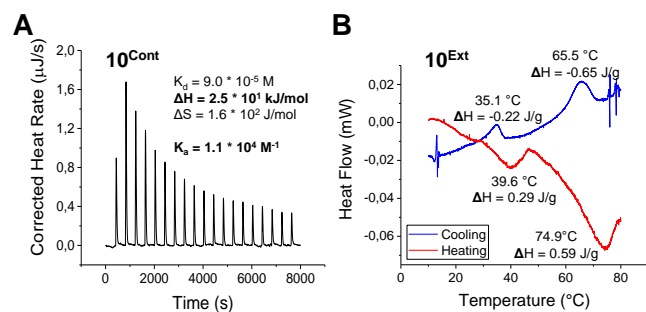 A
10Cont
Kd = 9.0 * 10-5 M
ΔH = 2.5 * 101 kJ/mol
ΔS = 1.6 * 102 J/mol
Ka = 1.1 * 104 M-1
Corrected Heat Rate (μJ/s)
2,0
1,6
1,2
0,8
0,4
0,0
0
2000
4000
6000
8000
Time (s)
B
10Ext
65.5 °C
ΔH = -0.65 J/g
35.1 °C
ΔH = -0.22 J/g
39.6 °C
ΔH = 0.29 J/g
74.9°C
ΔH = 0.59 J/g
Cooling
Heating
Heat Flow (mW)
0,02
0,00
-0,02
-0,04
-0,06
0
20
40
60
80
Temperature (°C)